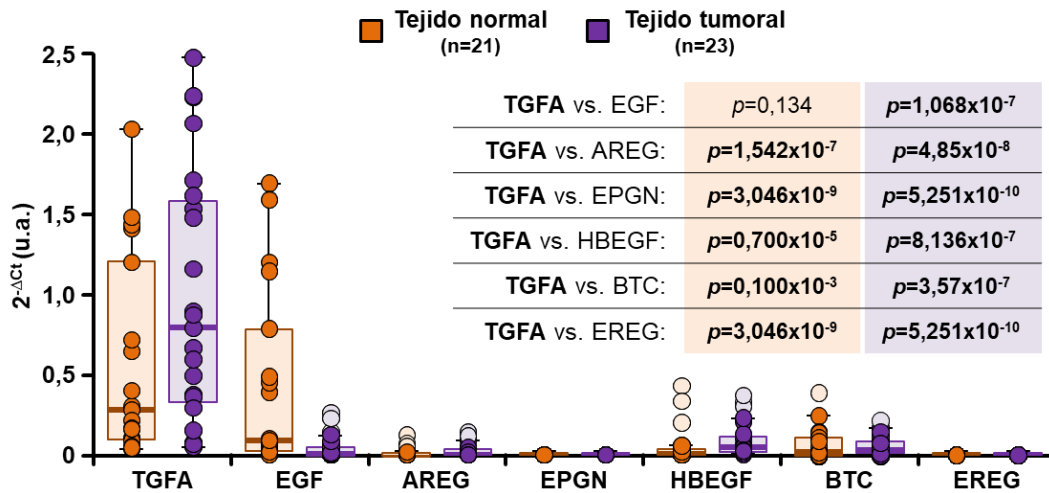 Tejido normal
(n=21)
Tejido tumoral
(n=23)
2^-ΔCt (u.a.)
2,5
2,0
1,5
1,0
0,5
0
TGFA vs. EGF: p=0,134 p=1,068x10^-7
TGFA vs. AREG: p=1,542x10^-7 p=4,85x10^-8
TGFA vs. EPGN: p=3,046x10^-9 p=5,251x10^-10
TGFA vs. HBEGF: p=0,700x10^-5 p=8,136x10^-7
TGFA vs. BTC: p=0,100x10^-3 p=3,57x10^-7
TGFA vs. EREG: p=3,046x10^-9 p=5,251x10^-10
TGFA EGF AREG EPGN HBEGF BTC EREG